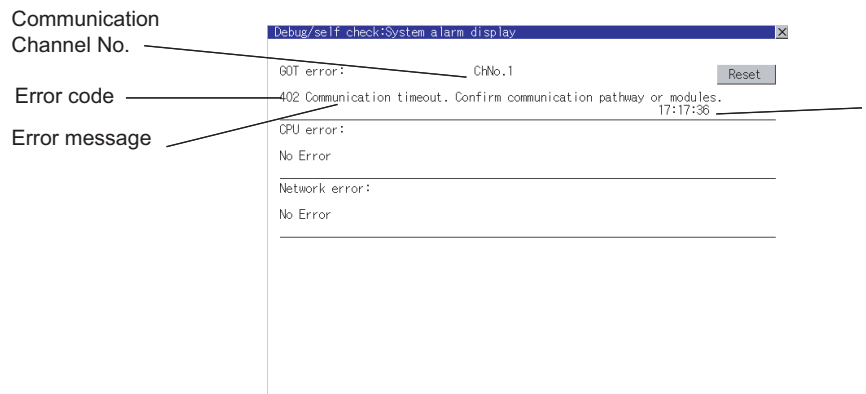 Communication
Channel No.
Debug/self check:System alarm display
GOT error: ChNo.1 Reset
Error code
402 Communication timeout. Confirm communication pathway or modules.
17:17:36
Error message
CPU error:
No Error
Network error:
No Error